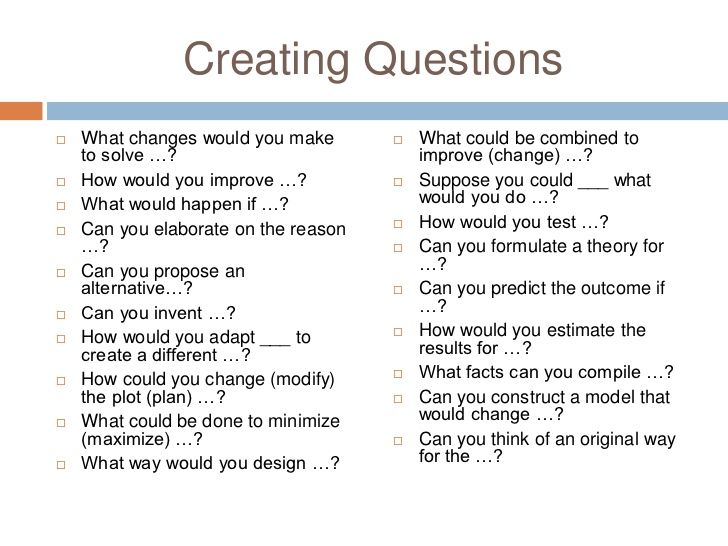 Creating Questions
What changes would you make
to solve …?
How would you improve …?
What would happen if …?
Can you elaborate on the reason
…?
Can you propose an
alternative…?
Can you invent …?
How would you adapt ___ to
create a different …?
How could you change (modify)
the plot (plan) …?
What could be done to minimize
(maximize) …?
What way would you design …?
What could be combined to
improve (change) …?
Suppose you could ___ what
would you do …?
How would you test …?
Can you formulate a theory for
…?
Can you predict the outcome if
…?
How would you estimate the
results for …?
What facts can you compile …?
Can you construct a model that
would change …?
Can you think of an original way
for the …?